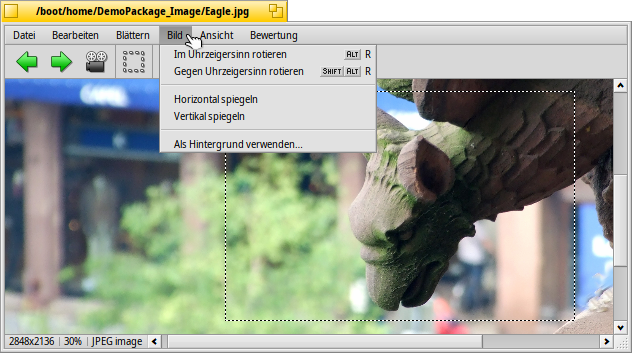 /boot/home/DemoPackage_Image/Eagle.jpg
Datei Bearbeiten Blättern Bild Ansicht Bewertung
Im Uhrzeigersinn rotieren ALT R
Gegen Uhrzeigersinn rotieren SHIFT ALT R
Horizontal spiegeln
Vertikal spiegeln
Als Hintergrund verwenden...
2848x2136 30% JPEG image